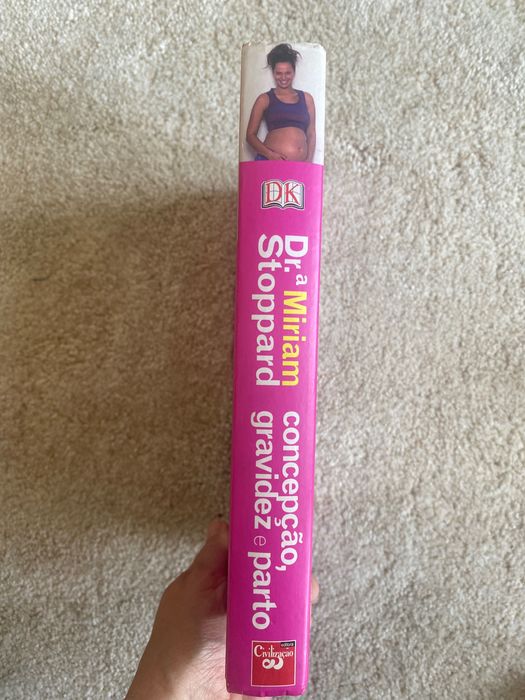 DK
Dr.a Miriam
Stoppard
concepção,
gravidez e parto
Civilização
editora